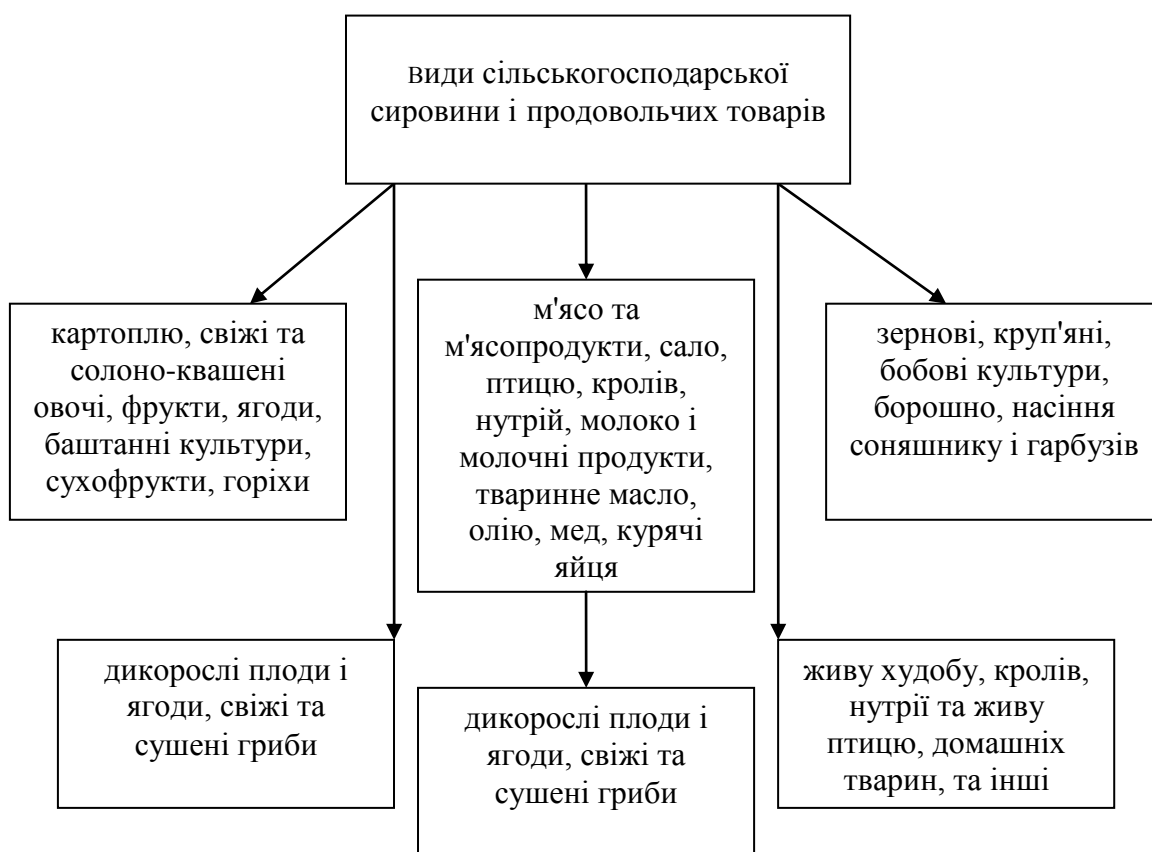 види сільськогосподарської
сировини і продовольчих товарів
картоплю, свіжі та
солоно-квашені
овочі, фрукти, ягоди,
баштанні культури,
сухофрукти, горіхи
м'ясо та
м'ясопродукти, сало,
птицю, кролів,
нутрій, молоко і
молочні продукти,
тваринне масло,
олію, мед, курячі
яйця
зернові, круп'яні,
бобові культури,
борошно, насіння
соняшнику і гарбузів
дикорослі плоди і
ягоди, свіжі та
сушені гриби
дикорослі плоди і
ягоди, свіжі та
сушені гриби
живу худобу, кролів,
нутрії та живу
птицю, домашніх
тварин, та інші